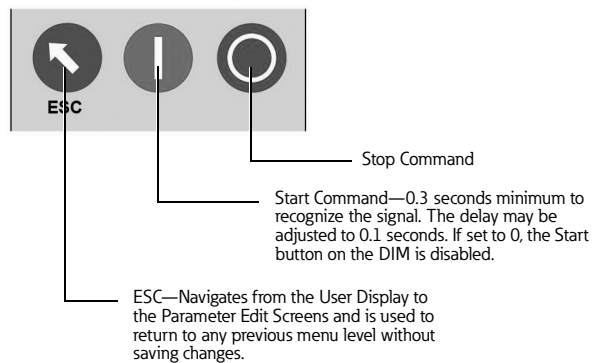 ESC
Stop Command
Start Command—0.3 seconds minimum to
recognize the signal. The delay may be
adjusted to 0.1 seconds. If set to 0, the Start
button on the DIM is disabled.
ESC—Navigates from the User Display to
the Parameter Edit Screens and is used to
return to any previous menu level without
saving changes.